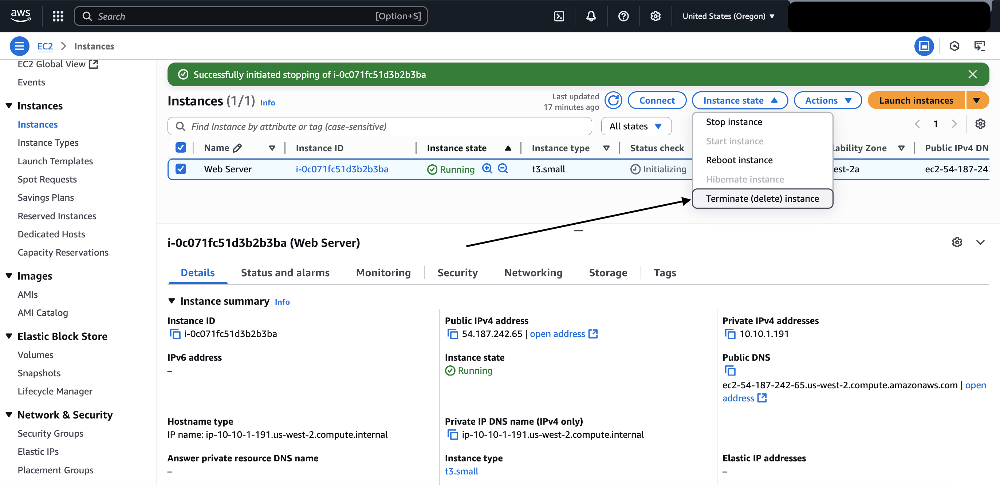 aws
Search [Option+S]
United States (Oregon)
EC2 Instances
EC2 Global View
Events
Instances
Instances
Instance Types
Launch Templates
Spot Requests
Savings Plans
Reserved Instances
Dedicated Hosts
Capacity Reservations
Images
AMIs
AMI Catalog
Elastic Block Store
Volumes
Snapshots
Lifecycle Manager
Network & Security
Security Groups
Elastic IPs
Placement Groups
Successfully initiated stopping of i-0c071fc51d3b2b3ba
Instances (1/1) Info
Last updated
17 minutes ago
Connect
Instance state
Actions
Launch instances
Find Instance by attribute or tag (case-sensitive)
All states
1
Stop instance
Start instance
Reboot instance
Hibernate instance
Terminate (delete) instance
Name Instance ID Instance state Instance type Status check lability Zone Public IPv4 DN
Web Server i-0c071fc51d3b2b3ba Running t3.small Initializing est-2a ec2-54-187-242
i-0c071fc51d3b2b3ba (Web Server)
Details Status and alarms Monitoring Security Networking Storage Tags
Instance summary Info
Instance ID
i-0c071fc51d3b2b3ba
Public IPv4 address
54.187.242.65 | open address
Private IPv4 addresses
10.10.1.191
IPv6 address
–
Instance state
Running
Public DNS
ec2-54-187-242-65.us-west-2.compute.amazonaws.com | open
address
Hostname type
IP name: ip-10-10-1-191.us-west-2.compute.internal
Private IP DNS name (IPv4 only)
ip-10-10-1-191.us-west-2.compute.internal
Answer private resource DNS name
–
Instance type
t3.small
Elastic IP addresses
–